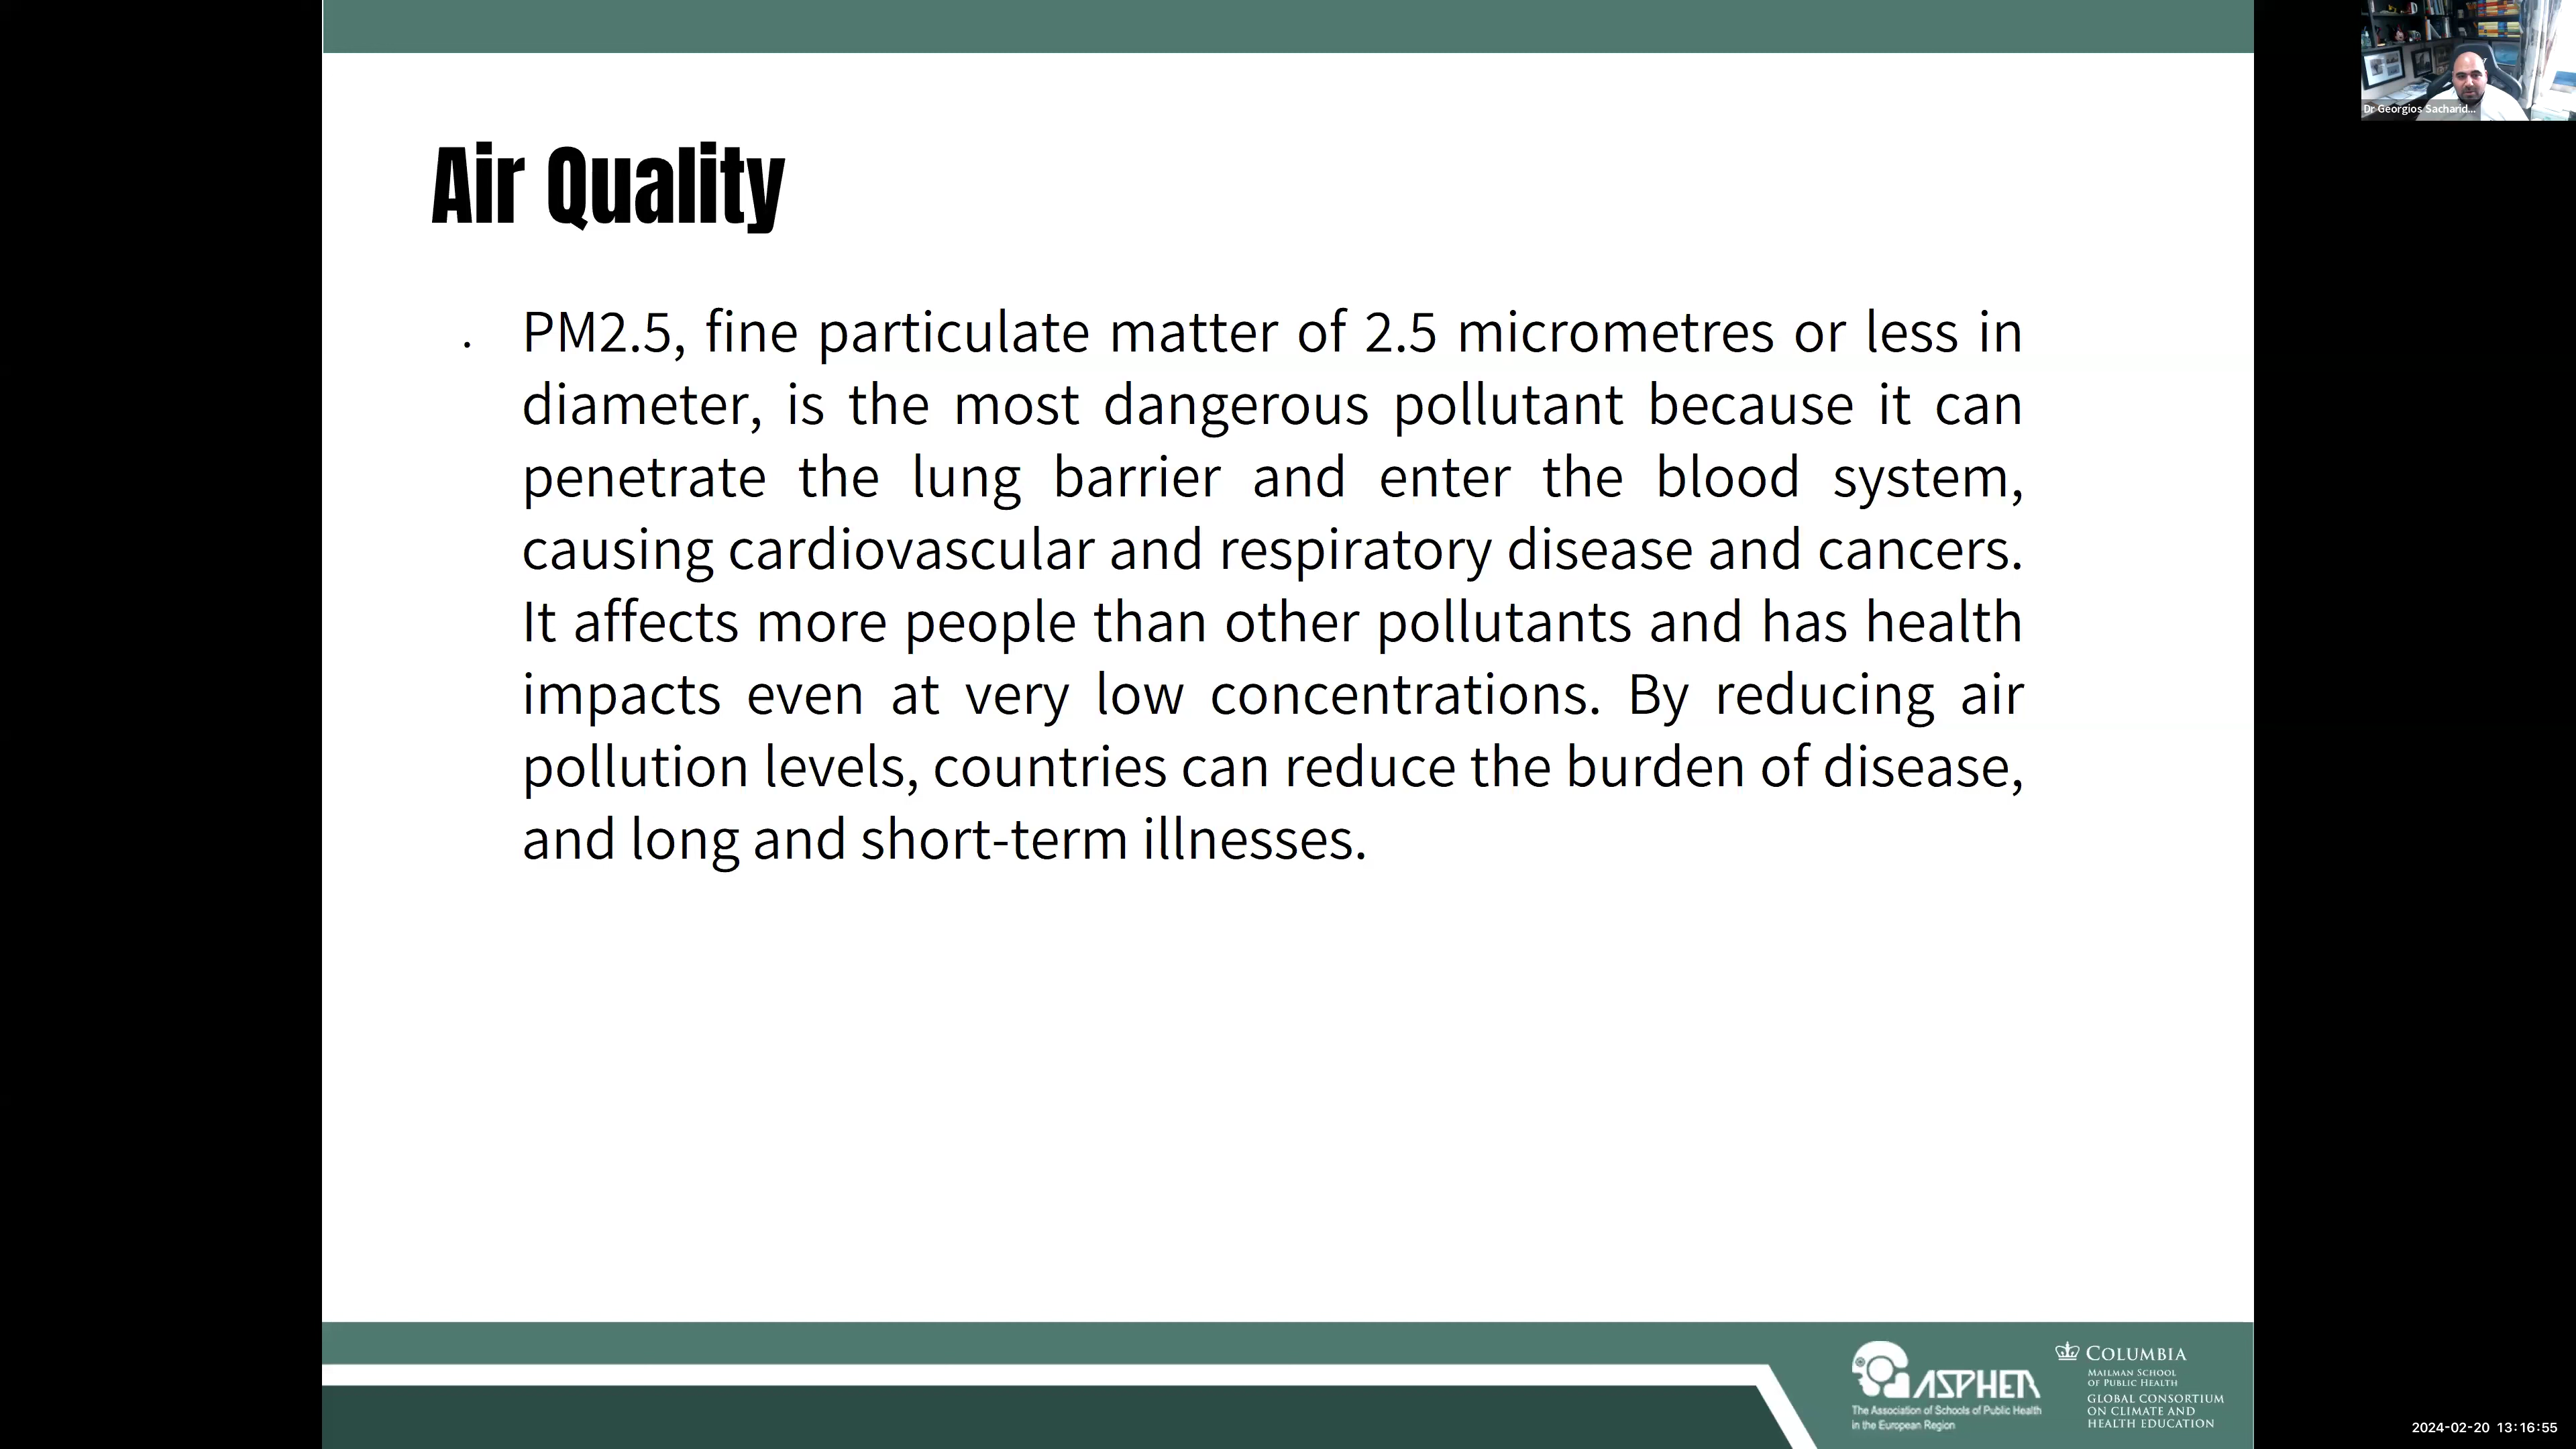 Dr Georgios Sacharid...
Air Quality
. PM2.5, fine particulate matter of 2.5 micrometres or less in
diameter, is the most dangerous pollutant because it can
penetrate the lung barrier and enter the blood system,
causing cardiovascular and respiratory disease and cancers.
It affects more people than other pollutants and has health
impacts even at very low concentrations. By reducing air
pollution levels, countries can reduce the burden of disease,
and long and short-term illnesses.
ASPHER
The Association of Schools of Public Health
in the European Region
COLUMBIA
MAILMAN SCHOOL
OF PUBLIC HEALTH
GLOBAL CONSORTIUM
ON CLIMATE AND
HEALTH EDUCATION
2024-02-20 13:16:55